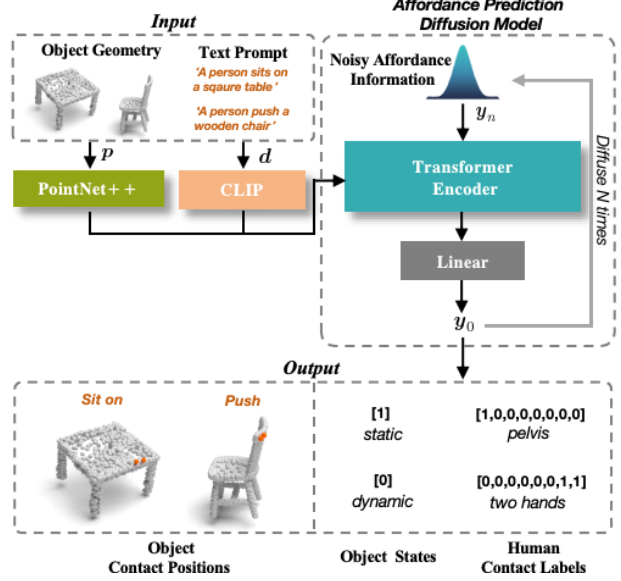 Affordance Prediction
Diffusion Model
Input
Object Geometry
Text Prompt
'A person sits on
a sqaure table'
'A person push a
wooden chair'
Noisy Affordance
Information
yₙ
p
d
PointNet++
CLIP
Transformer
Encoder
Diffuse N times
Linear
y₀
Output
Sit on
Push
[1]
static
[1,0,0,0,0,0,0,0]
pelvis
[0]
dynamic
[0,0,0,0,0,0,1,1]
two hands
Object
Contact Positions
Object States
Human
Contact Labels